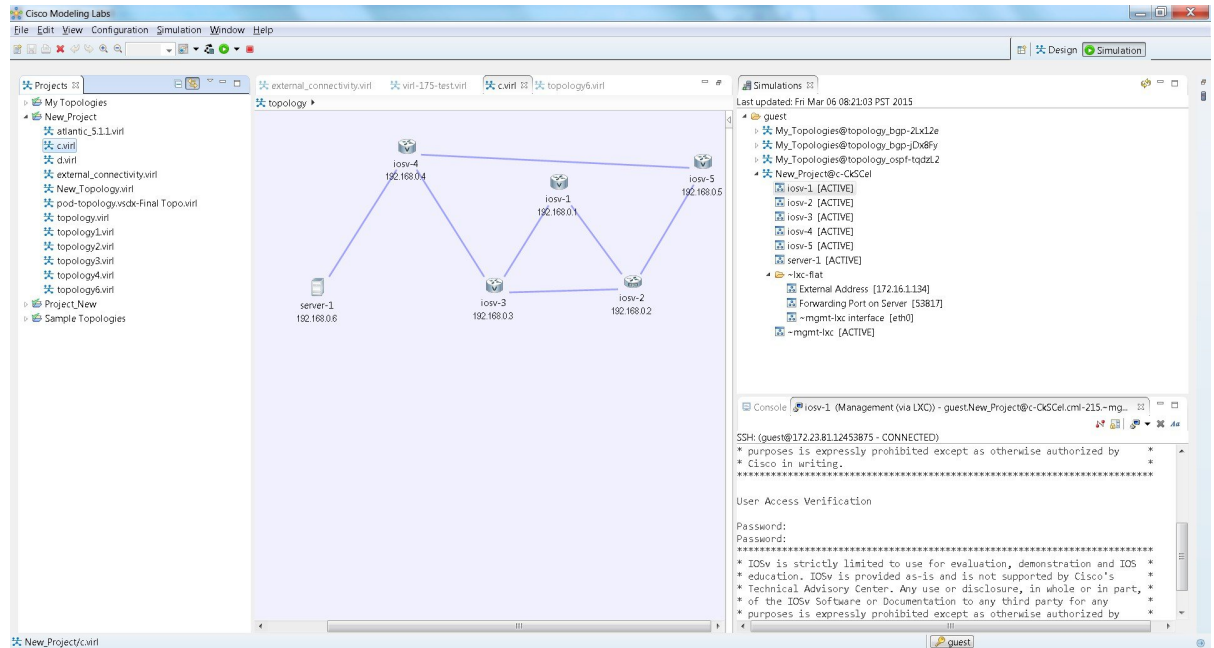 Cisco Modeling Labs
File Edit View Configuration Simulation Window Help
Design Simulation
Projects
My Topologies
New_Project
atlantic_5.1.1.virl
c.virl
d.virl
external_connectivity.virl
New_Topology.virl
pod-topology.vsdx-Final Topo.virl
topology.virl
topology1.virl
topology2.virl
topology3.virl
topology4.virl
topology6.virl
Project_New
Sample Topologies
external_connectivity.virl virl-175-test.virl c.virl topology6.virl
topology
iosv-4
192.168.0.4
iosv-5
192.168.0.5
iosv-1
192.168.0.1
server-1
192.168.0.6
iosv-3
192.168.0.3
iosv-2
192.168.0.2
Simulations
Last updated: Fri Mar 06 08:21:03 PST 2015
guest
My_Topologies@topology_bgp-2Lx12e
My_Topologies@topology_bgp-jDx8Fy
My_Topologies@topology_ospf-tqdzL2
New_Project@c-CkSCel
iosv-1 [ACTIVE]
iosv-2 [ACTIVE]
iosv-3 [ACTIVE]
iosv-4 [ACTIVE]
iosv-5 [ACTIVE]
server-1 [ACTIVE]
~lxc-flat
External Address [172.16.1.134]
Forwarding Port on Server [53817]
~mgmt-lxc interface [eth0]
~mgmt-lxc [ACTIVE]
Console iosv-1 (Management (via LXC)) - guest.New_Project@c-CkSCel.cml-215.~mg...
SSH: (guest@172.23.81.12453875 - CONNECTED)
* purposes is expressly prohibited except as otherwise authorized by *
* Cisco in writing. *
**************************************************************************
User Access Verification
Password:
Password:
**************************************************************************
* IOSv is strictly limited to use for evaluation, demonstration and IOS *
* education. IOSv is provided as-is and is not supported by Cisco's *
* Technical Advisory Center. Any use or disclosure, in whole or in part, *
* of the IOSv Software or Documentation to any third party for any *
* purposes is expressly prohibited except as otherwise authorized by *
New_Project/c.virl
guest